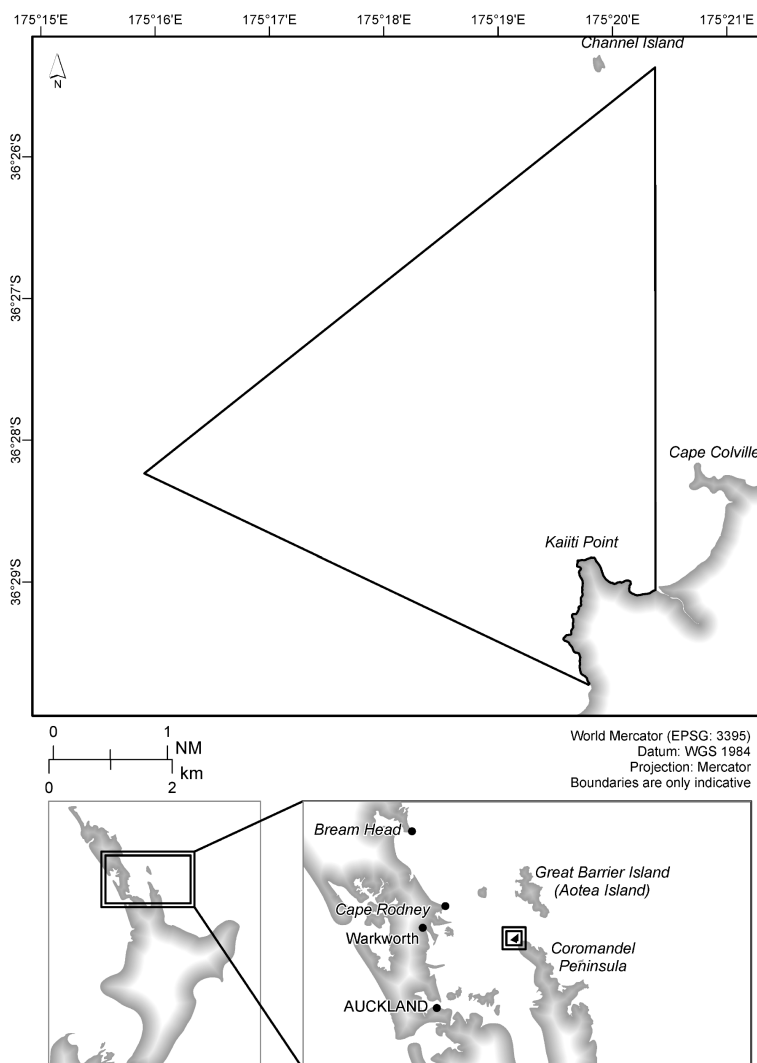 175°15'E 175°16'E 175°17'E 175°18'E 175°19'E 175°20'E 175°21'E
Channel Island
N
36°26'S
36°27'S
36°28'S
Cape Colville
Kaiiti Point
36°29'S
0 1
NM
km
0 2
World Mercator (EPSG: 3395)
Datum: WGS 1984
Projection: Mercator
Boundaries are only indicative
Bream Head
Great Barrier Island
(Aotea Island)
Cape Rodney
Warkworth
Coromandel
Peninsula
AUCKLAND